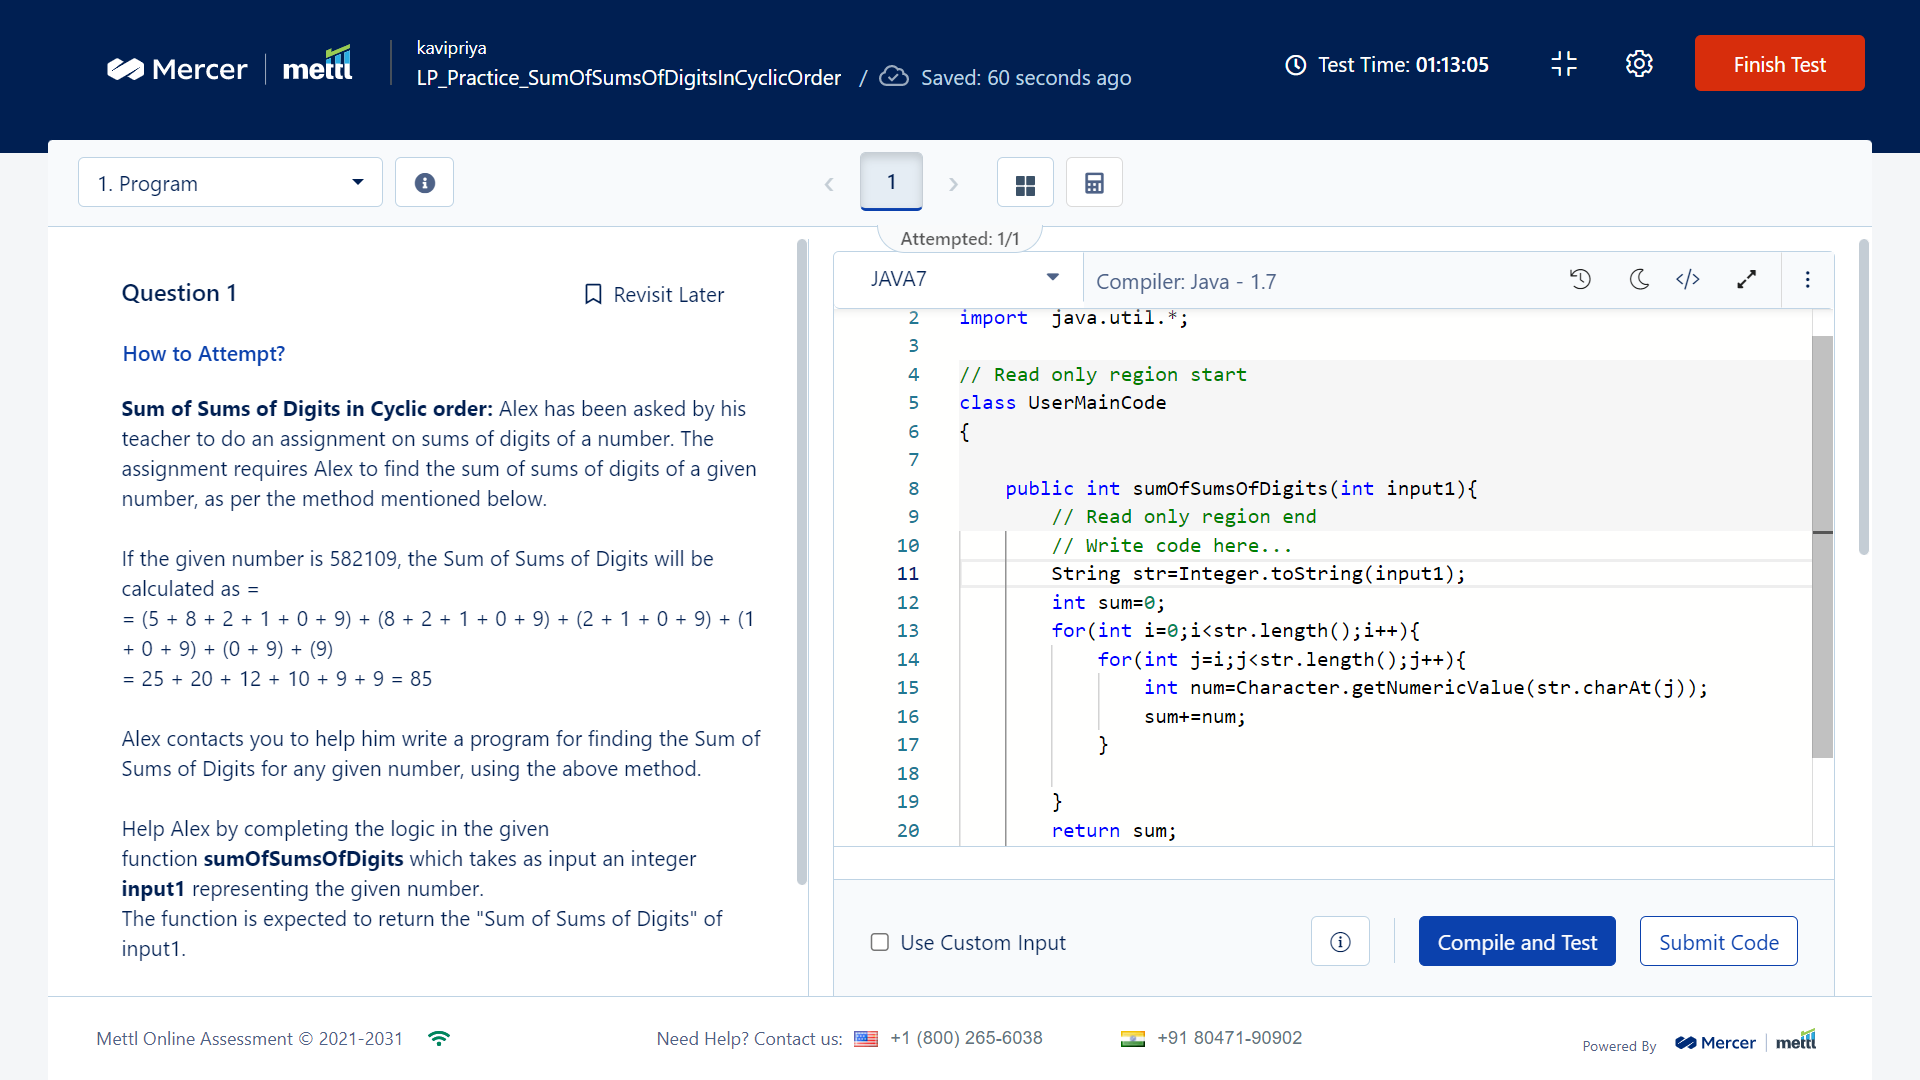 Mercer | mettl
kavipriya
LP_Practice_SumOfSumsOfDigitsInCyclicOrder / Saved: 60 seconds ago
Test Time: 01:13:05
Finish Test
1. Program
1
Attempted: 1/1
Question 1
Revisit Later
How to Attempt?
Sum of Sums of Digits in Cyclic order: Alex has been asked by his
teacher to do an assignment on sums of digits of a number. The
assignment requires Alex to find the sum of sums of digits of a given
number, as per the method mentioned below.
If the given number is 582109, the Sum of Sums of Digits will be
calculated as =
= (5 + 8 + 2 + 1 + 0 + 9) + (8 + 2 + 1 + 0 + 9) + (2 + 1 + 0 + 9) + (1
+ 0 + 9) + (0 + 9) + (9)
= 25 + 20 + 12 + 10 + 9 + 9 = 85
Alex contacts you to help him write a program for finding the Sum of
Sums of Digits for any given number, using the above method.
Help Alex by completing the logic in the given
function sumOfSumsOfDigits which takes as input an integer
input1 representing the given number.
The function is expected to return the "Sum of Sums of Digits" of
input1.
JAVA7
Compiler: Java - 1.7
2 import java.util.*;
3
4 // Read only region start
5 class UserMainCode
6 {
7
8 public int sumOfSumsOfDigits(int input1){
9 // Read only region end
10 // Write code here...
11 String str=Integer.toString(input1);
12 int sum=0;
13 for(int i=0;i<str.length();i++){
14 for(int j=i;j<str.length();j++){
15 int num=Character.getNumericValue(str.charAt(j));
16 sum+=num;
17 }
18
19 }
20 return sum;
Use Custom Input
Compile and Test
Submit Code
Mettl Online Assessment © 2021-2031
Need Help? Contact us: +1 (800) 265-6038
+91 80471-90902
Powered By Mercer | mettl